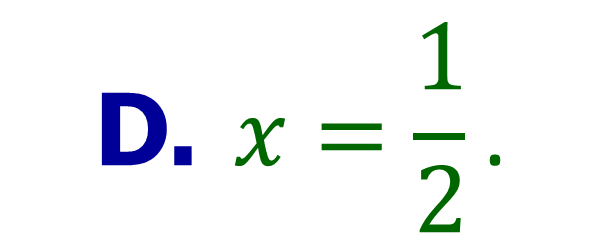 D. x = 1/2.